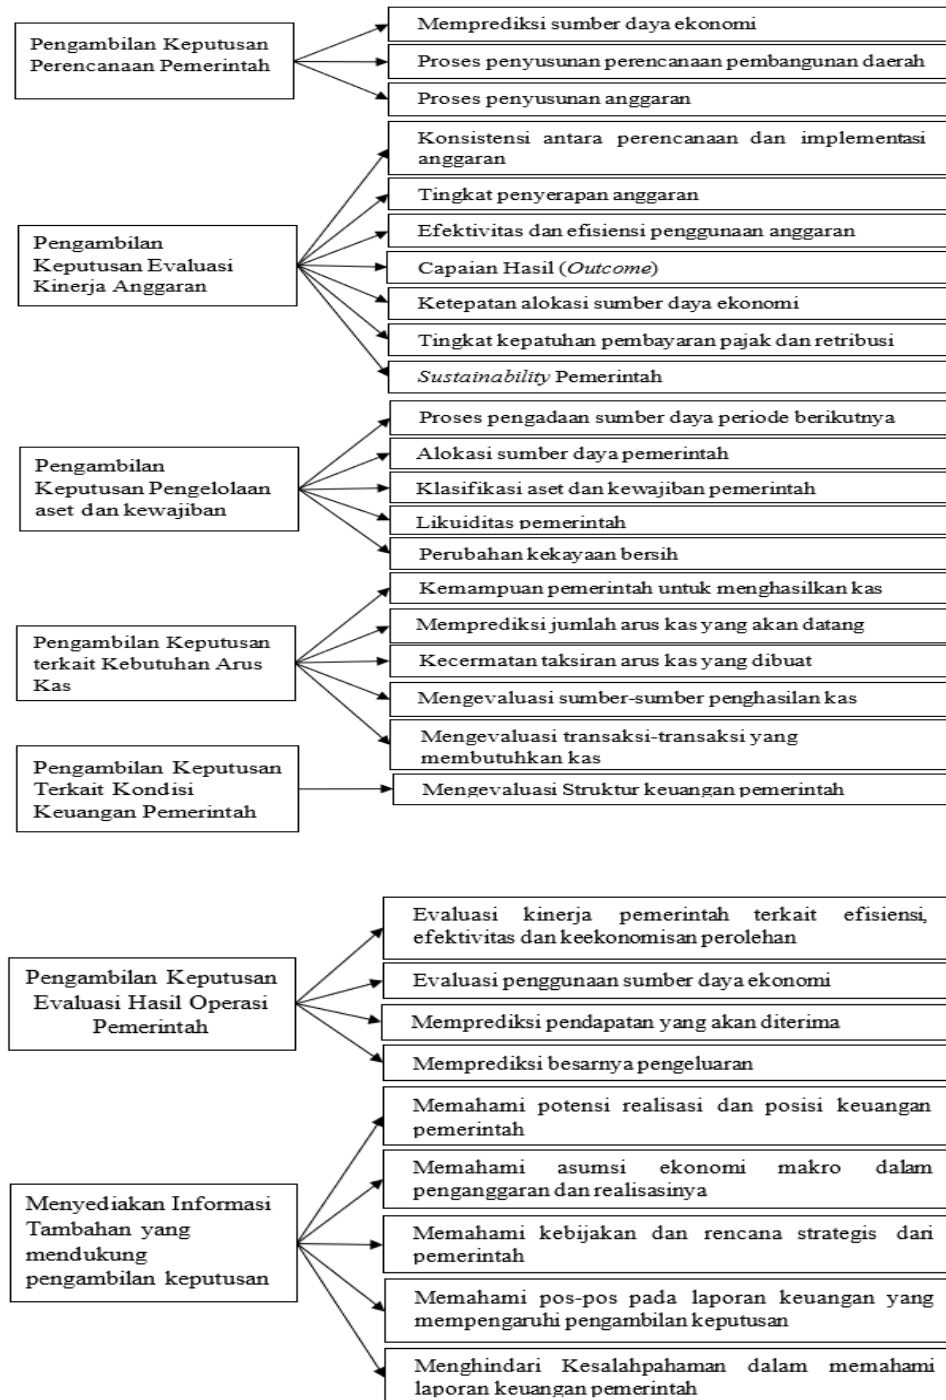 Pengambilan Keputusan
Perencanaan Pemerintah
Memprediksi sumber daya ekonomi
Proses penyusunan perencanaan pembangunan daerah
Proses penyusunan anggaran
Pengambilan
Keputusan Evaluasi
Kinerja Anggaran
Konsistensi antara perencanaan dan implementasi
anggaran
Tingkat penyerapan anggaran
Efektivitas dan efisiensi penggunaan anggaran
Capaian Hasil (Outcome)
Ketepatan alokasi sumber daya ekonomi
Tingkat kepatuhan pembayaran pajak dan retribusi
Sustainability Pemerintah
Pengambilan
Keputusan Pengelolaan
aset dan kewajiban
Proses pengadaan sumber daya periode berikutnya
Alokasi sumber daya pemerintah
Klasifikasi aset dan kewajiban pemerintah
Likuiditas pemerintah
Perubahan kekayaan bersih
Pengambilan Keputusan
terkait Kebutuhan Arus
Kas
Kemampuan pemerintah untuk menghasilkan kas
Memprediksi jumlah arus kas yang akan datang
Kecermatan taksiran arus kas yang dibuat
Mengevaluasi sumber-sumber penghasilan kas
Mengevaluasi transaksi-transaksi yang
membutuhkan kas
Pengambilan Keputusan
Terkait Kondisi
Keuangan Pemerintah
Mengevaluasi Struktur keuangan pemerintah
Pengambilan Keputusan
Evaluasi Hasil Operasi
Pemerintah
Evaluasi kinerja pemerintah terkait efisiensi,
efektivitas dan keekonomisan perolehan
Evaluasi penggunaan sumber daya ekonomi
Memprediksi pendapatan yang akan diterima
Memprediksi besarnya pengeluaran
Menyediakan Informasi
Tambahan yang
mendukung
pengambilan keputusan
Memahami potensi realisasi dan posisi keuangan
pemerintah
Memahami asumsi ekonomi makro dalam
penganggaran dan realisasinya
Memahami kebijakan dan rencana strategis dari
pemerintah
Memahami pos-pos pada laporan keuangan yang
mempengaruhi pengambilan keputusan
Menghindari Kesalahpahaman dalam memahami
laporan keuangan pemerintah